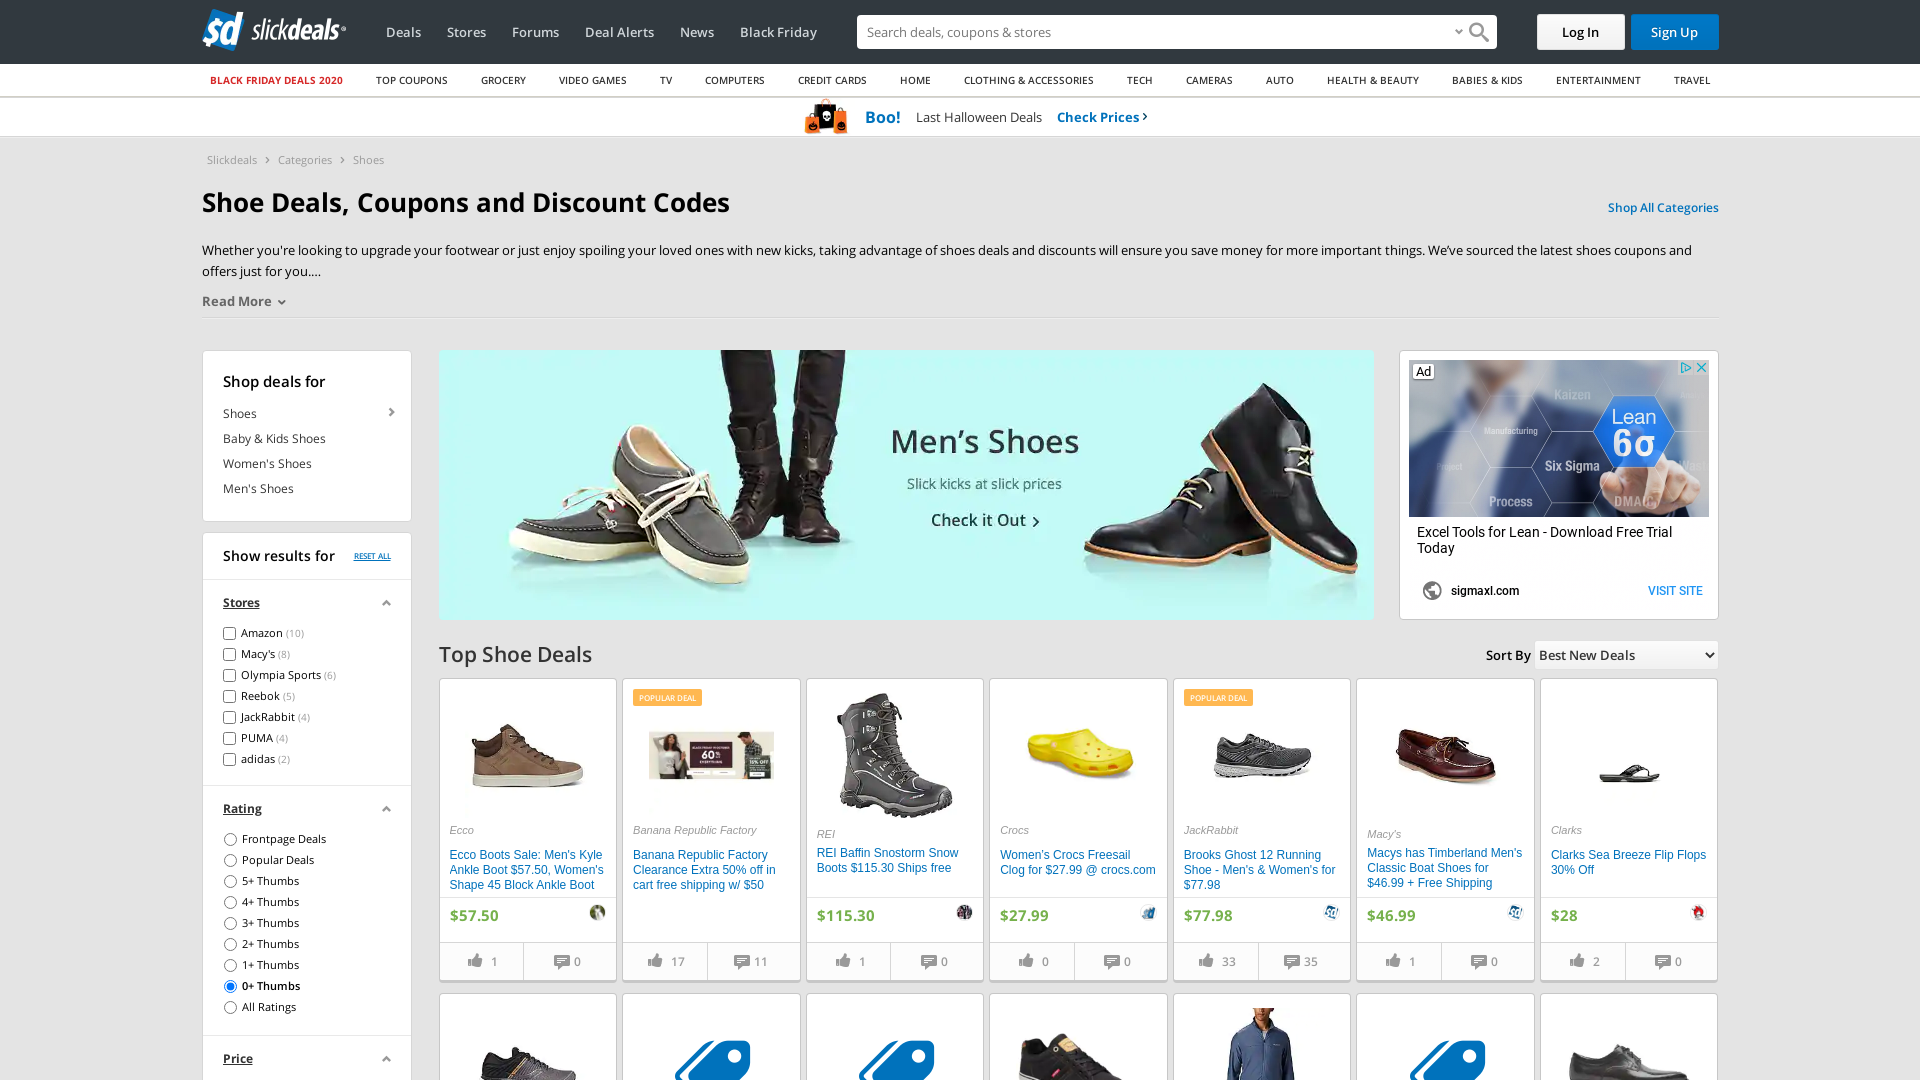 slickdeals
Deals
Stores
Forums
Deal Alerts
News
Black Friday
Search deals, coupons & stores
Log In
Sign Up
BLACK FRIDAY DEALS 2020
TOP COUPONS
GROCERY
VIDEO GAMES
TV
COMPUTERS
CREDIT CARDS
HOME
CLOTHING & ACCESSORIES
TECH
CAMERAS
AUTO
HEALTH & BEAUTY
BABIES & KIDS
ENTERTAINMENT
TRAVEL
Boo! Last Halloween Deals Check Prices
Slickdeals Categories Shoes
Shoe Deals, Coupons and Discount Codes
Shop All Categories
Whether you're looking to upgrade your footwear or just enjoy spoiling your loved ones with new kicks, taking advantage of shoes deals and discounts will ensure you save money for more important things. We’ve sourced the latest shoes coupons and
offers just for you....
Read More
Shop deals for
Shoes
Baby & Kids Shoes
Women's Shoes
Men's Shoes
Show results for
RESET ALL
Stores
Amazon (10)
Macy's (8)
Olympia Sports (6)
Reebok (5)
JackRabbit (4)
PUMA (4)
adidas (2)
Rating
Frontpage Deals
Popular Deals
5+ Thumbs
4+ Thumbs
3+ Thumbs
2+ Thumbs
1+ Thumbs
0+ Thumbs
All Ratings
Price
Men’s Shoes
Slick kicks at slick prices
Check it Out
Ad
Kaizen
Lean
6σ
Manufacturing
Six Sigma
Project
Process
DMAIC
Excel Tools for Lean - Download Free Trial
Today
sigmaxl.com
VISIT SITE
Top Shoe Deals
Sort By
Best New Deals
Ecco
Ecco Boots Sale: Men's Kyle
Ankle Boot $57.50, Women's
Shape 45 Block Ankle Boot
$57.50
1
0
POPULAR DEAL
60%
Banana Republic Factory
Banana Republic Factory
Clearance Extra 50% off in
cart free shipping w/ $50
17
11
REI
REI Baffin Snostorm Snow
Boots $115.30 Ships free
$115.30
1
0
Crocs
Women's Crocs Freesail
Clog for $27.99 @ crocs.com
$27.99
0
0
POPULAR DEAL
JackRabbit
Brooks Ghost 12 Running
Shoe - Men's & Women's for
$77.98
$77.98
33
35
Macy's
Macys has Timberland Men's
Classic Boat Shoes for
$46.99 + Free Shipping
$46.99
1
0
Clarks
Clarks Sea Breeze Flip Flops
30% Off
$28
2
0